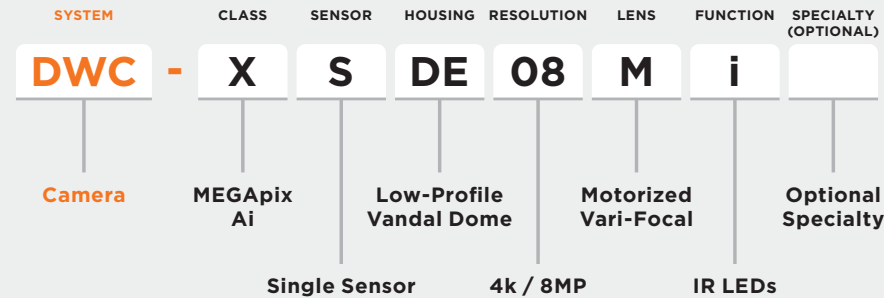 SYSTEM CLASS SENSOR HOUSING RESOLUTION LENS FUNCTION SPECIALTY
(OPTIONAL)
DWC - X S DE 08 M i
Camera MEGApix Low-Profile Motorized Optional
Ai Vandal Dome Vari-Focal Specialty
Single Sensor 4k / 8MP IR LEDs